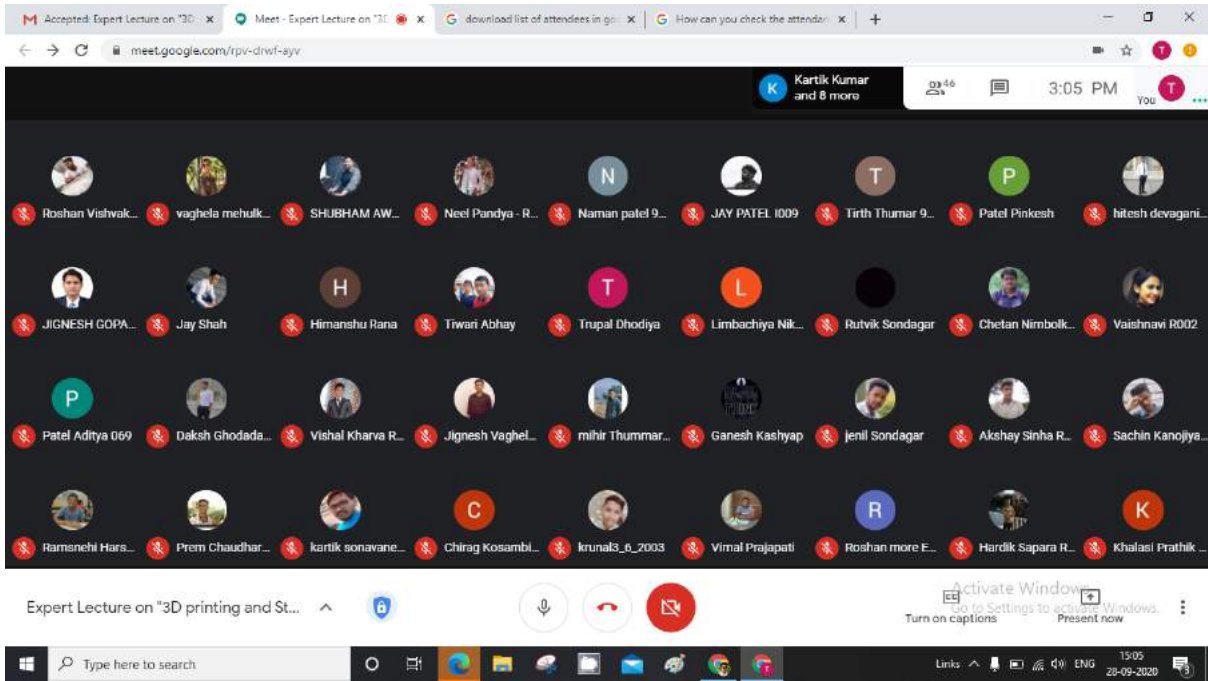 Accepted: Expert Lecture on "3D
Meet - Expert Lecture on "3D
download list of attendees in go
How can you check the attendan
meet.google.com/rpv-drwf-ayv
T
K
Kartik Kumar
and 8 more
46
3:05 PM
You
T
N
T
P
Roshan Vishvak...
vaghela mehulk...
SHUBHAM AW...
Neel Pandya - R...
Naman patel 9...
JAY PATEL I009
Tirth Thumar 9...
Patel Pinkesh
hitesh devagani...
H
T
L
JIGNESH GOPA...
Jay Shah
Himanshu Rana
Tiwari Abhay
Trupal Dhodiya
Limbachiya Nik...
Rutvik Sondagar
Chetan Nimbolk...
Vaishnavi R002
P
Patel Aditya 069
Daksh Ghodada...
Vishal Kharva R...
Jignesh Vaghel...
mihir Thummar...
Ganesh Kashyap
jenil Sondagar
Akshay Sinha R...
Sachin Kanojiya...
C
R
K
Ramsnehi Hars...
Prem Chaudhar...
kartik sonavane...
Chirag Kosambi...
krunal3_6_2003
Vimal Prajapati
Roshan more E...
Hardik Sapara R...
Khalasi Prathik ...
Expert Lecture on "3D printing and St...
Turn on captions
Present now
Activate Windows
Go to Settings to activate Windows.
Type here to search
Links
ENG
15:05
28-09-2020